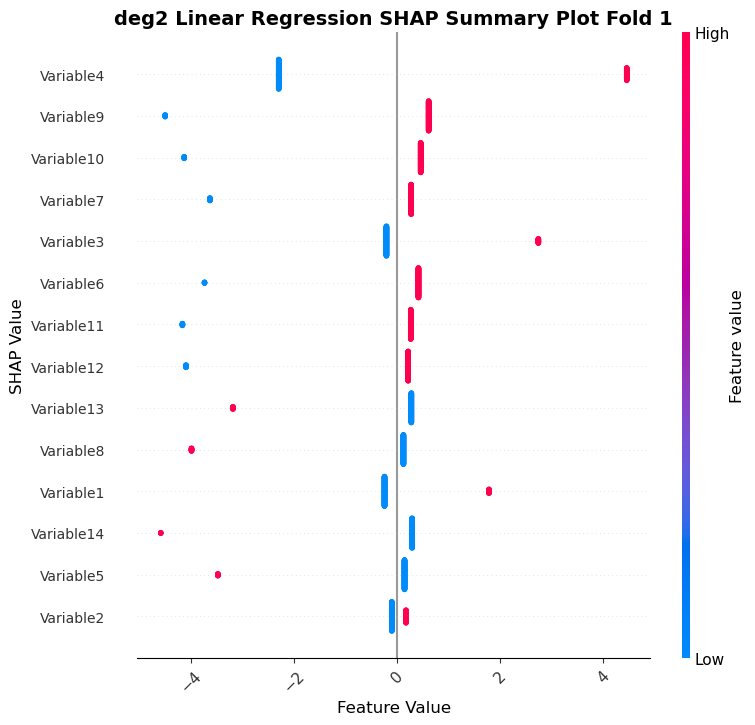 deg2 Linear Regression SHAP Summary Plot Fold 1
High
Variable4
Variable9
Variable10
Variable7
Variable3
Variable6
Variable11
Variable12
Variable13
Variable8
Variable1
Variable14
Variable5
Variable2
SHAP Value
Feature value
Low
−4 −2 0 2 4
Feature Value